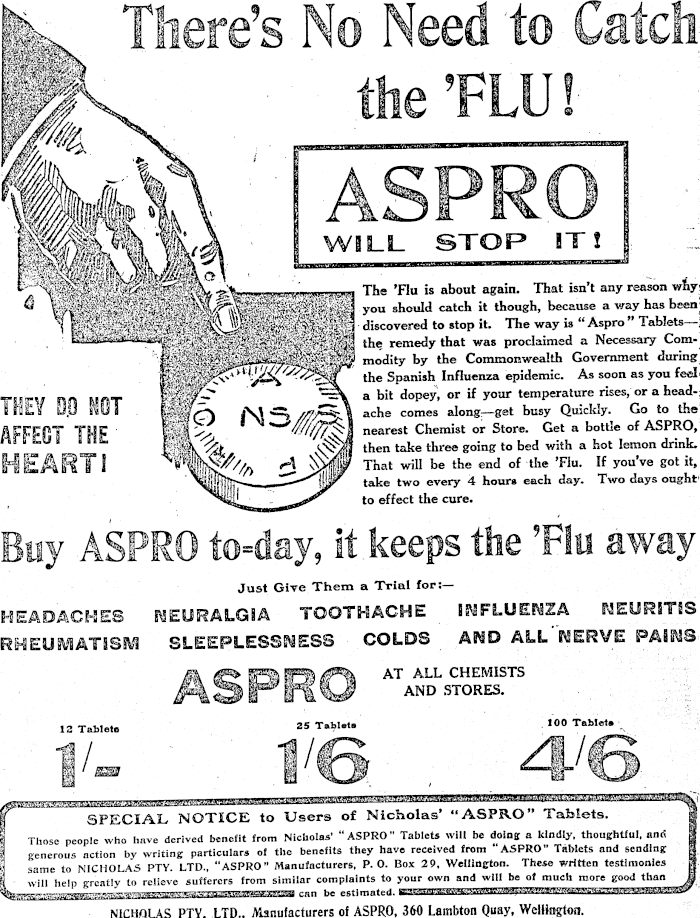 There's No Need to Catch
the 'FLU!
ASPRO
WILL STOP IT!
The 'Flu is about again. That isn't any reason why
you should catch it though, because a way has been
discovered to stop it. The way is "Aspro" Tablets—
the remedy that was proclaimed a Necessary Com-
modity by the Commonwealth Government during
the Spanish Influenza epidemic. As soon as you feel
a bit dopey, or if your temperature rises, or a head-
ache comes along—get busy Quickly. Go to the
nearest Chemist or Store. Get a bottle of ASPRO,
then take three going to bed with a hot lemon drink.
That will be the end of the 'Flu. If you've got it,
take two every 4 hours each day. Two days ought
to effect the cure.
ASPRO
NS
THEY DO NOT
AFFECT THE
HEART!
Buy ASPRO to-day, it keeps the 'Flu away
Just Give Them a Trial for:—
HEADACHES NEURALGIA TOOTHACHE INFLUENZA NEURITIS
RHEUMATISM SLEEPLESSNESS COLDS AND ALL NERVE PAINS
ASPRO AT ALL CHEMISTS
AND STORES.
12 Tablets 25 Tablets 100 Tablets
1/- 1/6 4/6
SPECIAL NOTICE to Users of Nicholas' "ASPRO" Tablets.
Those people who have derived benefit from Nicholas' "ASPRO" Tablets will be doing a kindly, thoughtful, and
generous action by writing particulars of the benefits they have received from "ASPRO" Tablets and sending
same to NICHOLAS PTY. LTD., "ASPRO" Manufacturers, P. O. Box 29, Wellington. These written testimonies
will help greatly to relieve sufferers from similar complaints to your own and will be of much more good than
can be estimated.
NICHOLAS PTY. LTD., Manufacturers of ASPRO, 360 Lambton Quay, Wellington.